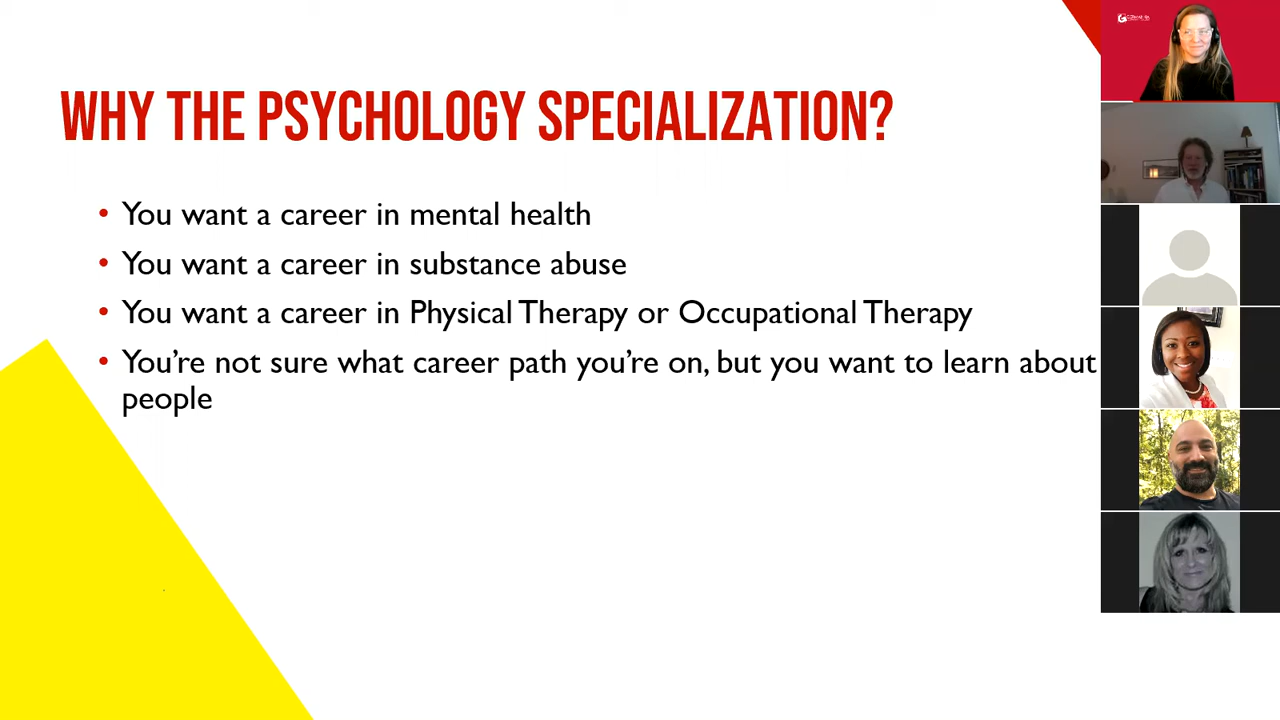 WHY THE PSYCHOLOGY SPECIALIZATION?
• You want a career in mental health
• You want a career in substance abuse
• You want a career in Physical Therapy or Occupational Therapy
• You’re not sure what career path you’re on, but you want to learn about
people